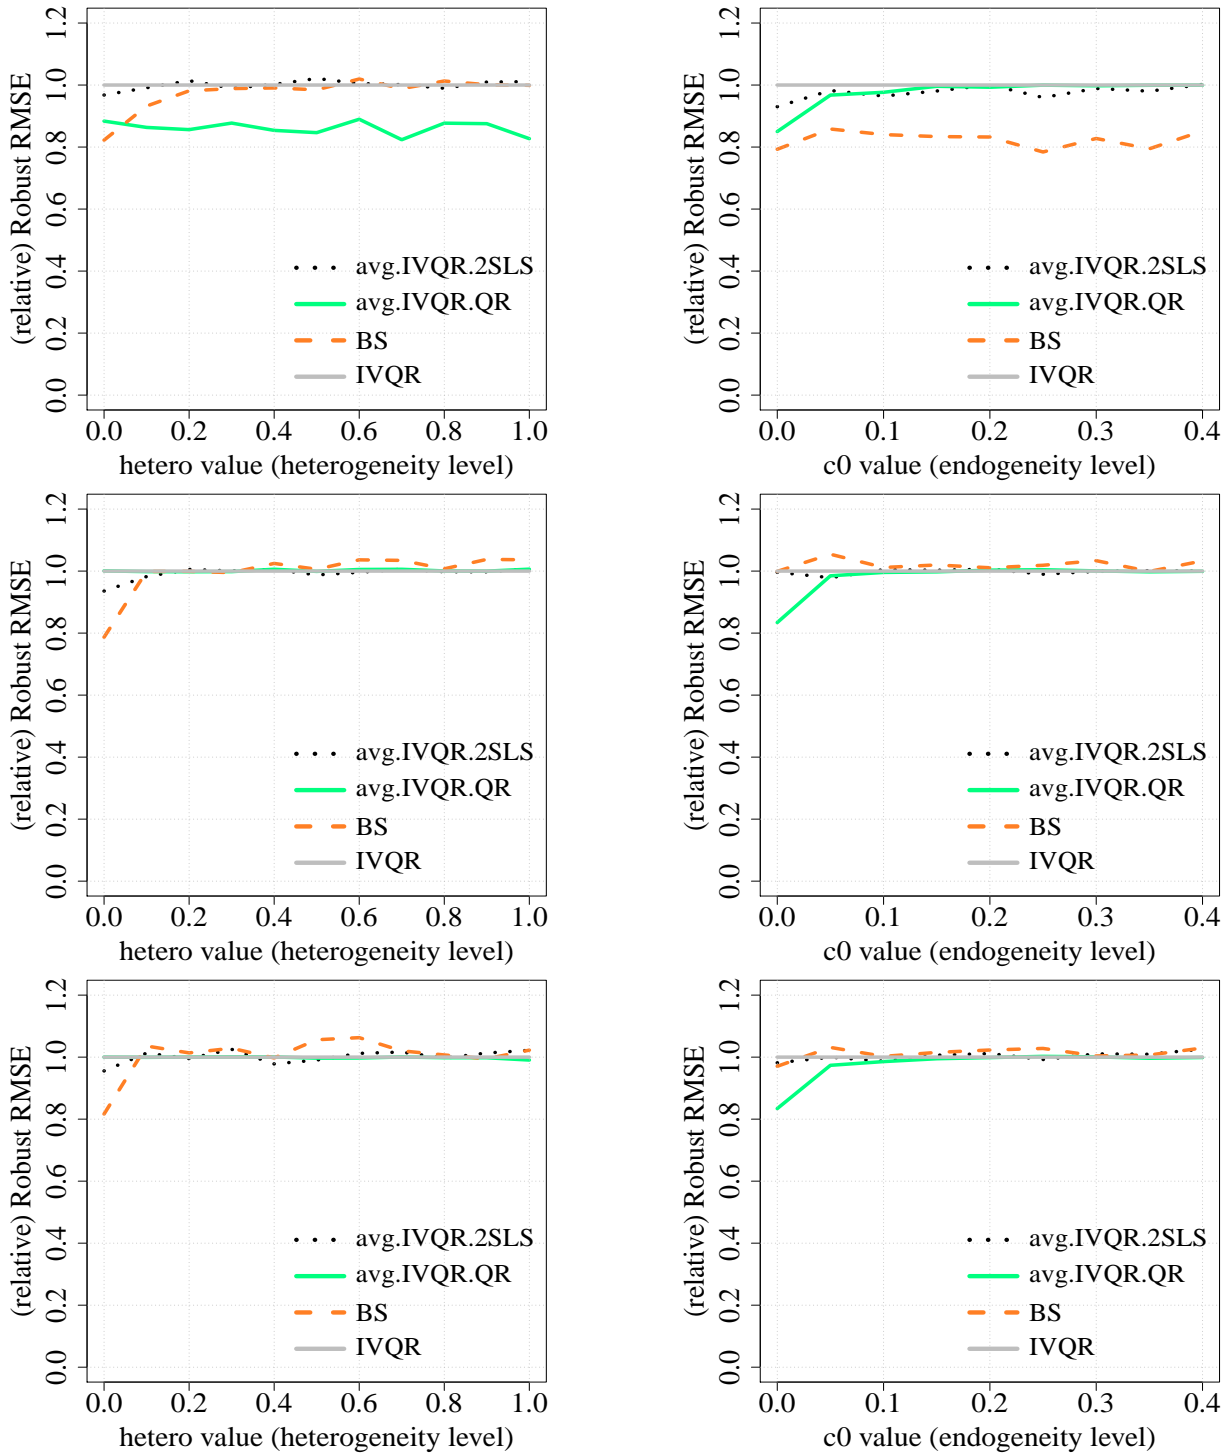 (relative) Robust RMSE
0.0 0.2 0.4 0.6 0.8 1.0 1.2
avg.IVQR.2SLS
avg.IVQR.QR
BS
IVQR
0.0 0.2 0.4 0.6 0.8 1.0
hetero value (heterogeneity level)
(relative) Robust RMSE
0.0 0.2 0.4 0.6 0.8 1.0 1.2
avg.IVQR.2SLS
avg.IVQR.QR
BS
IVQR
0.0 0.1 0.2 0.3 0.4
c0 value (endogeneity level)
(relative) Robust RMSE
0.0 0.2 0.4 0.6 0.8 1.0 1.2
avg.IVQR.2SLS
avg.IVQR.QR
BS
IVQR
0.0 0.2 0.4 0.6 0.8 1.0
hetero value (heterogeneity level)
(relative) Robust RMSE
0.0 0.2 0.4 0.6 0.8 1.0 1.2
avg.IVQR.2SLS
avg.IVQR.QR
BS
IVQR
0.0 0.1 0.2 0.3 0.4
c0 value (endogeneity level)
(relative) Robust RMSE
0.0 0.2 0.4 0.6 0.8 1.0 1.2
avg.IVQR.2SLS
avg.IVQR.QR
BS
IVQR
0.0 0.2 0.4 0.6 0.8 1.0
hetero value (heterogeneity level)
(relative) Robust RMSE
0.0 0.2 0.4 0.6 0.8 1.0 1.2
avg.IVQR.2SLS
avg.IVQR.QR
BS
IVQR
0.0 0.1 0.2 0.3 0.4
c0 value (endogeneity level)